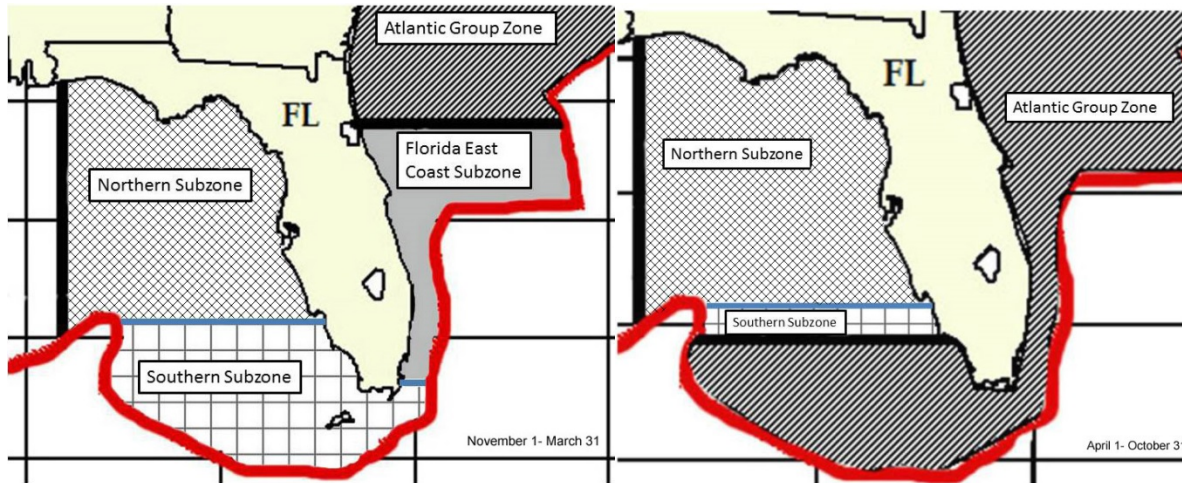 Atlantic Group Zone
FL
Florida East
Coast Subzone
Northern Subzone
Southern Subzone
November 1- March 31
FL
Atlantic Group Zone
Northern Subzone
Southern Subzone
April 1- October 31